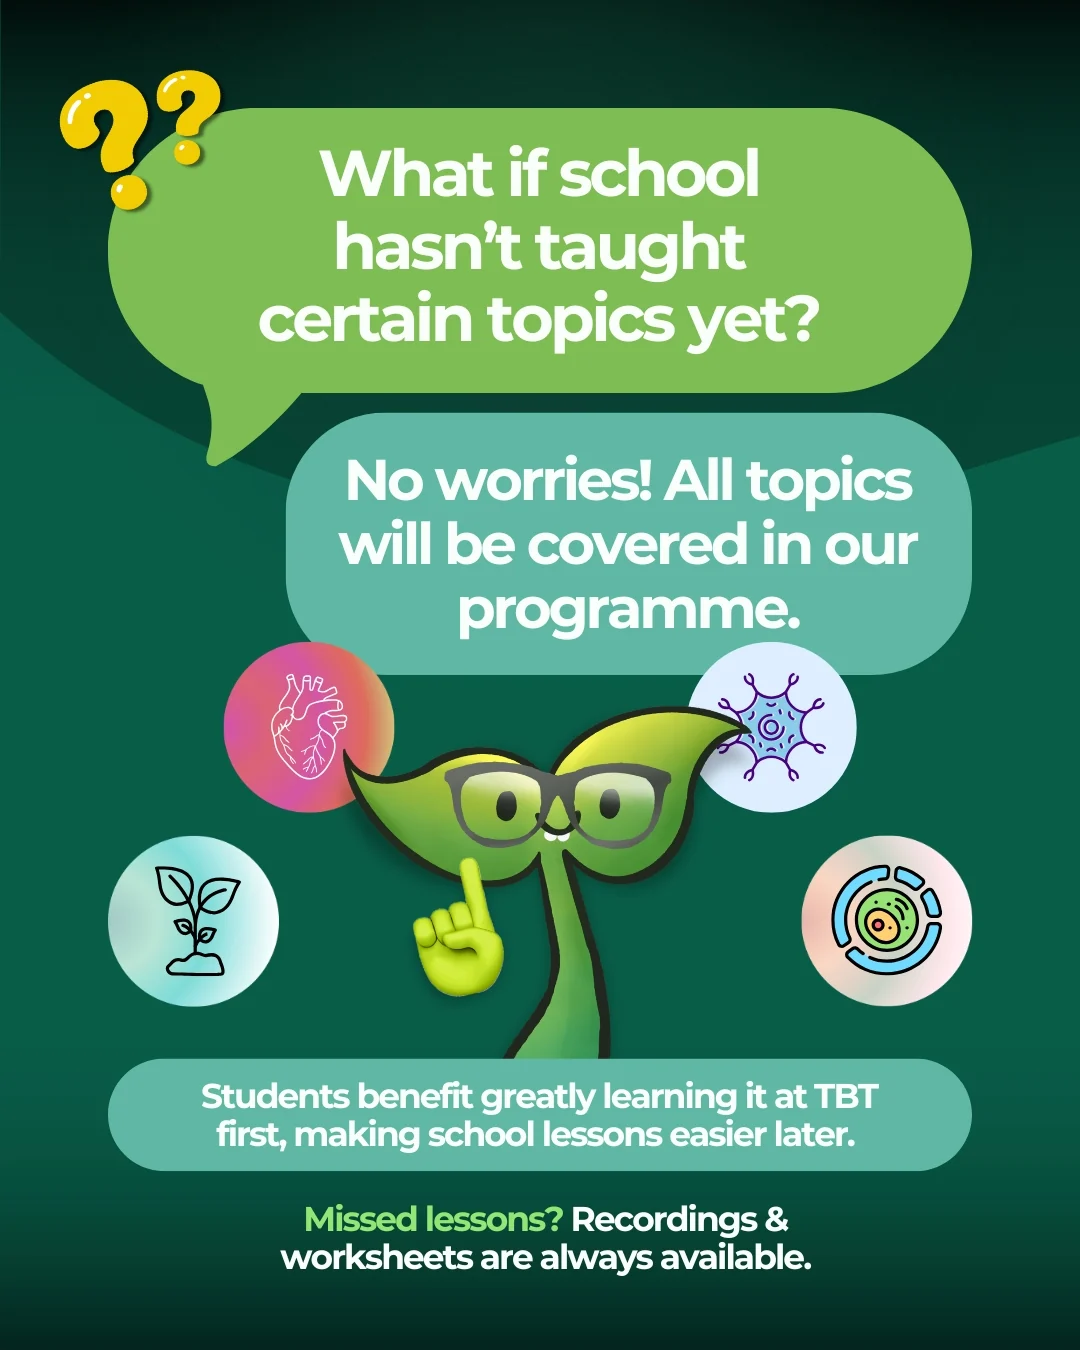 What if school
hasn’t taught
certain topics yet?
No worries! All topics
will be covered in our
programme.
Students benefit greatly learning it at TBT
first, making school lessons easier later.
Missed lessons? Recordings &
worksheets are always available.